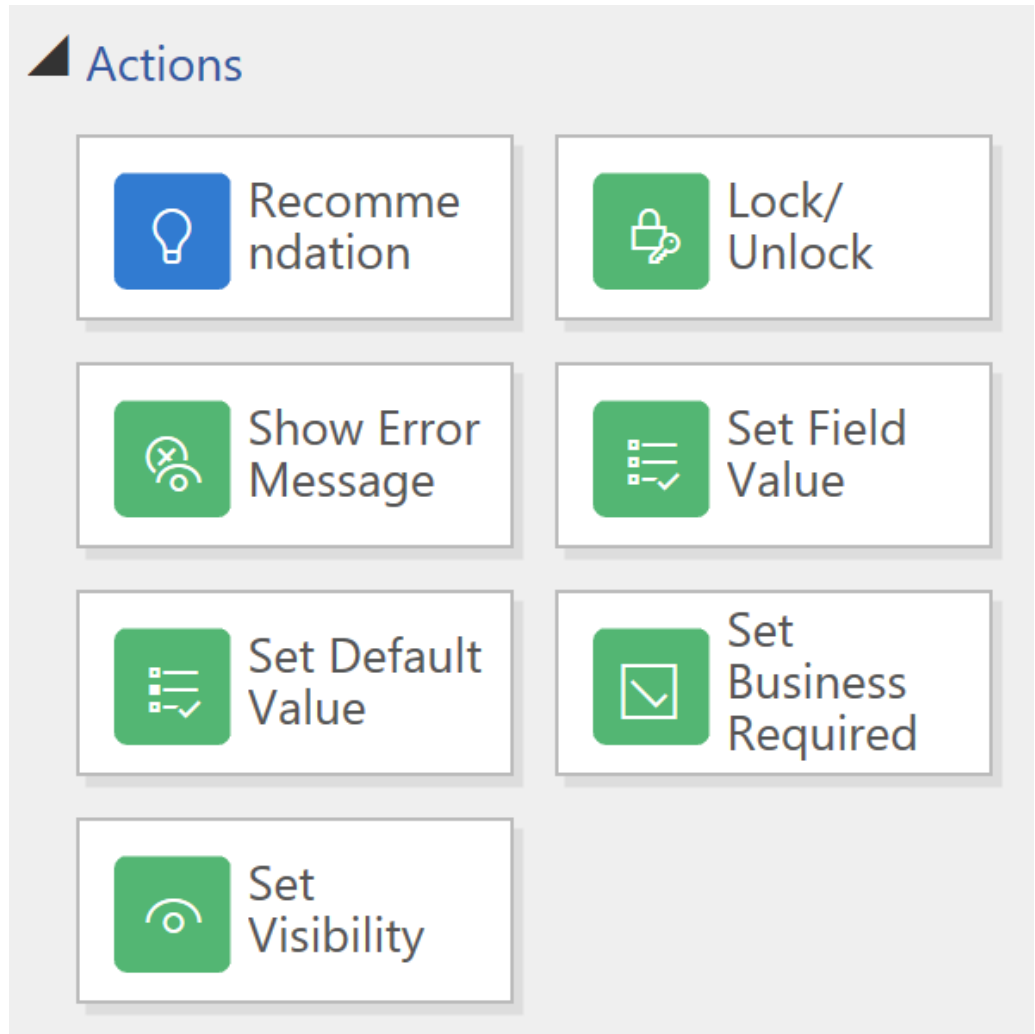 Actions
Recomme
ndation
Lock/
Unlock
Show Error
Message
Set Field
Value
Set Default
Value
Set
Business
Required
Set
Visibility